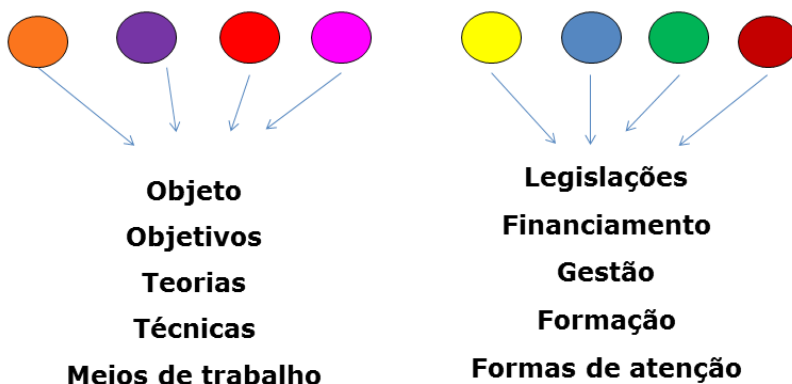 Objeto
Objetivos
Teorias
Técnicas
Meios de trabalho
Legislações
Financiamento
Gestão
Formação
Formas de atenção